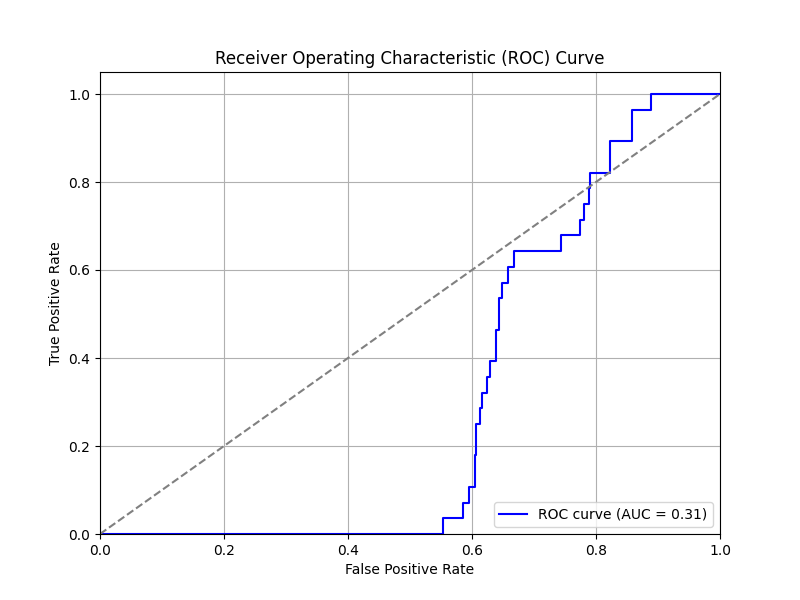 Receiver Operating Characteristic (ROC) Curve
True Positive Rate
1.0
0.8
0.6
0.4
0.2
0.0
ROC curve (AUC = 0.31)
0.0 0.2 0.4 0.6 0.8 1.0
False Positive Rate